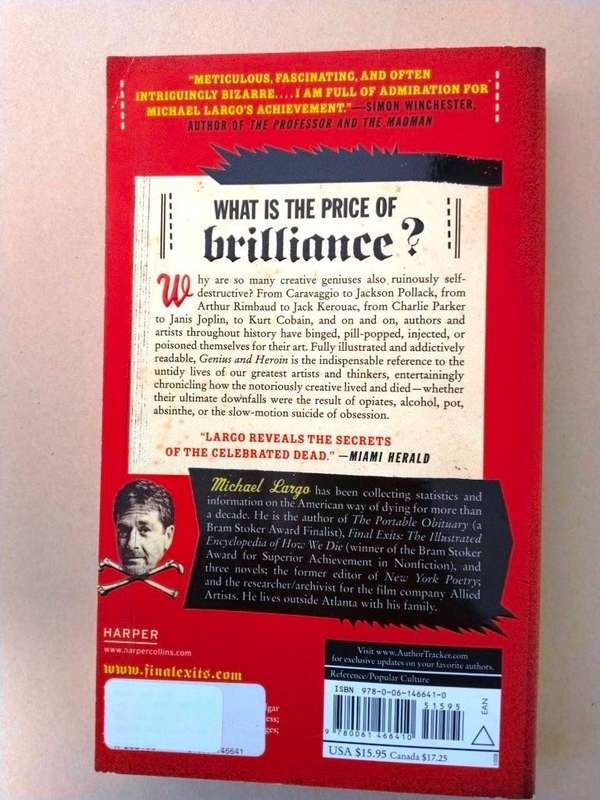 "METICULOUS, FASCINATING, AND OFTEN
INTRIGUINGLY BIZARRE.... I AM FULL OF ADMIRATION FOR
MICHAEL LARGO'S ACHIEVEMENT."—SIMON WINCHESTER,
AUTHOR OF THE PROFESSOR AND THE MADMAN
WHAT IS THE PRICE OF
brilliance?
Why are so many creative geniuses also ruinously self-
destructive? From Caravaggio to Jackson Pollack, from
Arthur Rimbaud to Jack Kerouac, from Charlie Parker
to Janis Joplin, to Kurt Cobain, and on and on, authors and
artists throughout history have binged, pill-popped, injected, or
poisoned themselves for their art. Fully illustrated and addictively
readable, Genius and Heroin is the indispensable reference to the
untidy lives of our greatest artists and thinkers, entertainingly
chronicling how the notoriously creative lived and died—whether
their ultimate downfalls were the result of opiates, alcohol, pot,
absinthe, or the slow-motion suicide of obsession.
"LARGO REVEALS THE SECRETS
OF THE CELEBRATED DEAD." —MIAMI HERALD
Michael Largo has been collecting statistics and
information on the American way of dying for more than
a decade. He is the author of The Portable Obituary (a
Bram Stoker Award Finalist), Final Exits: The Illustrated
Encyclopedia of How We Die (winner of the Bram Stoker
Award for Superior Achievement in Nonfiction), and
three novels; the former editor of New York Poetry;
and the researcher/archivist for the film company Allied
Artists. He lives outside Atlanta with his family.
HARPER
www.harpercollins.com
www.finalexits.com
Visit www.AuthorTracker.com
for exclusive updates on your favorite authors.
Reference/Popular Culture
ISBN 978-0-06-146641-0
51595
EAN
9 780061 466410
USA $15.95 Canada $17.25